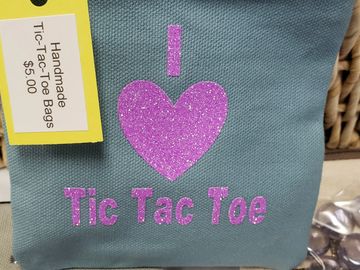 Handmade
Tic-Tac-Toe Bags
$5.00
I
Tic Tac Toe